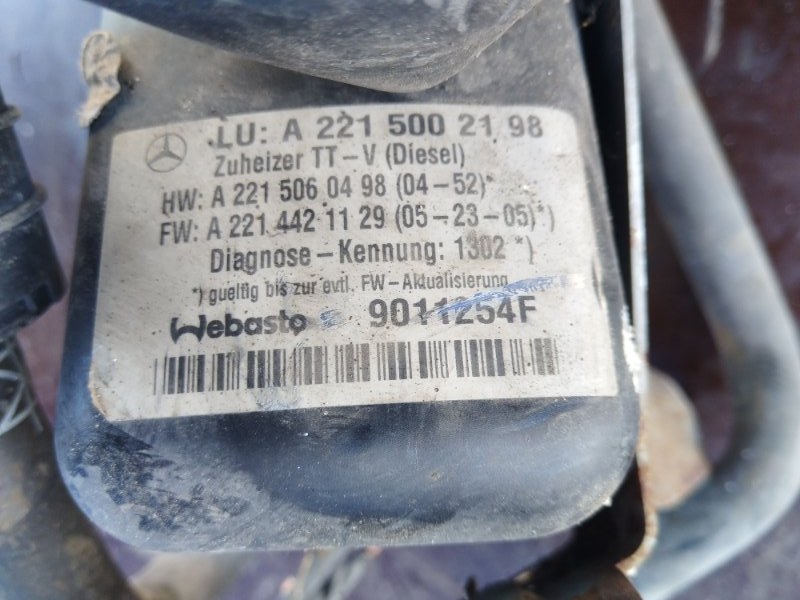 LU: A 221 500 21 98
Zuheizer TT-V (Diesel)
HW: A 221 506 04 98 (04-52)*)
FW: A 221 442 11 29 (05-23-05)*)
Diagnose-Kennung: 1302 *)
*) gueltig bis zur evtl. FW-Aktualisierung
Webasto 9011254F